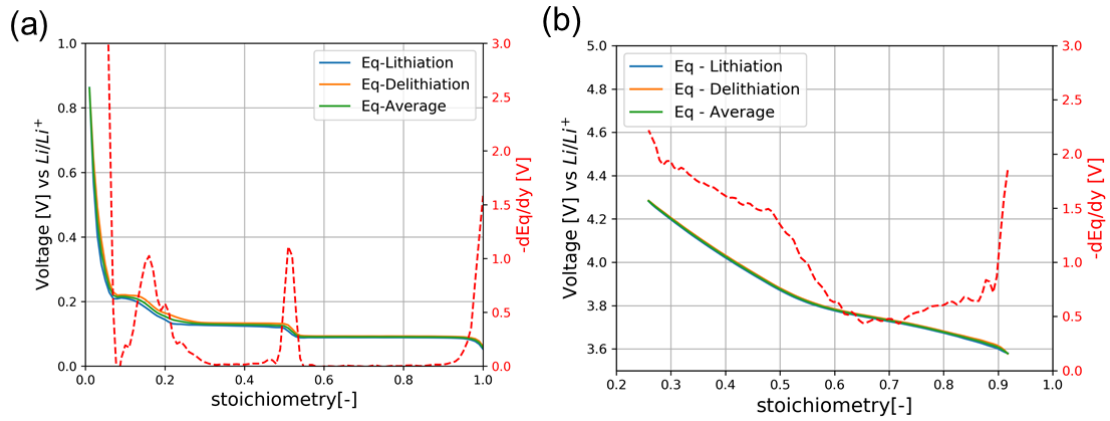 (a)
1.0
0.8
0.6
0.4
0.2
0.0
Voltage [V] vs Li/Li+
Eq-Lithiation
Eq-Delithiation
Eq-Average
3.0
2.5
2.0
1.5
1.0
0.5
0.0
-dEq/dy [V]
0.0 0.2 0.4 0.6 0.8 1.0
stoichiometry[-]
(b)
5.0
4.8
4.6
4.4
4.2
4.0
3.8
3.6
Voltage [V] vs Li/Li+
Eq - Lithiation
Eq - Delithiation
Eq - Average
3.0
2.5
2.0
1.5
1.0
0.5
0.0
-dEq/dy [V]
0.2 0.3 0.4 0.5 0.6 0.7 0.8 0.9 1.0
stoichiometry[-]